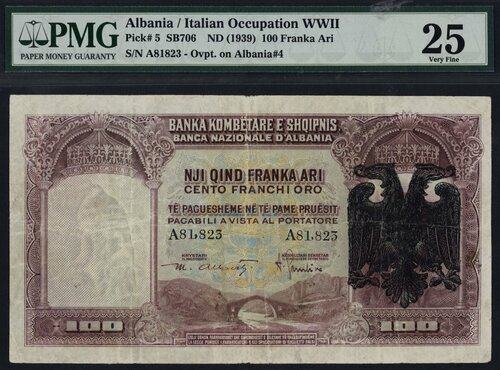 PMG
PAPER MONEY GUARANTY
Albania / Italian Occupation WWII
Pick# 5 SB706 ND (1939) 100 Franka Ari
S/N A81823 - Ovpt. on Albania#4
25
Very Fine
BANKA KOMBËTARE E SHQIPNIS
BANCA NAZIONALE D'ALBANIA
NJI QIND FRANKA ARI
CENTO FRANCHI ORO
TË PAGUESHEME NË TË PAME PRUESIT
PAGABILI A VISTA AL PORTATORE
A81823 A81823
100 100